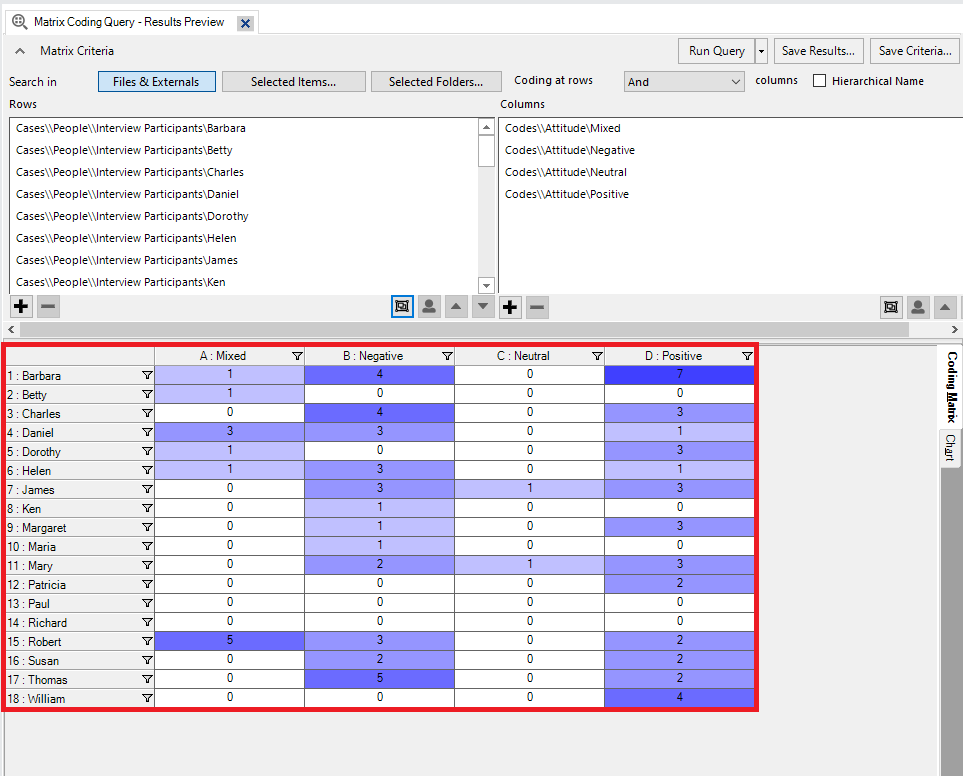 Matrix Coding Query - Results Preview
Matrix Criteria
Run Query
Save Results...
Save Criteria...
Search in
Files & Externals
Selected Items...
Selected Folders...
Coding at rows
And
columns
Hierarchical Name
Rows
Columns
Cases\\People\\Interview Participants\Barbara
Cases\\People\\Interview Participants\Betty
Cases\\People\\Interview Participants\Charles
Cases\\People\\Interview Participants\Daniel
Cases\\People\\Interview Participants\Dorothy
Cases\\People\\Interview Participants\Helen
Cases\\People\\Interview Participants\James
Cases\\People\\Interview Participants\Ken
Codes\\Attitude\Mixed
Codes\\Attitude\Negative
Codes\\Attitude\Neutral
Codes\\Attitude\Positive
A : Mixed B : Negative C : Neutral D : Positive
1 : Barbara 1 4 0 7
2 : Betty 1 0 0 0
3 : Charles 0 4 0 3
4 : Daniel 3 3 0 1
5 : Dorothy 1 0 0 3
6 : Helen 1 3 0 1
7 : James 0 3 1 3
8 : Ken 0 1 0 0
9 : Margaret 0 1 0 3
10 : Maria 0 1 0 0
11 : Mary 0 2 1 3
12 : Patricia 0 0 0 2
13 : Paul 0 0 0 0
14 : Richard 0 0 0 0
15 : Robert 5 3 0 2
16 : Susan 0 2 0 2
17 : Thomas 0 5 0 2
18 : William 0 0 0 4
Coding Matrix
Chart